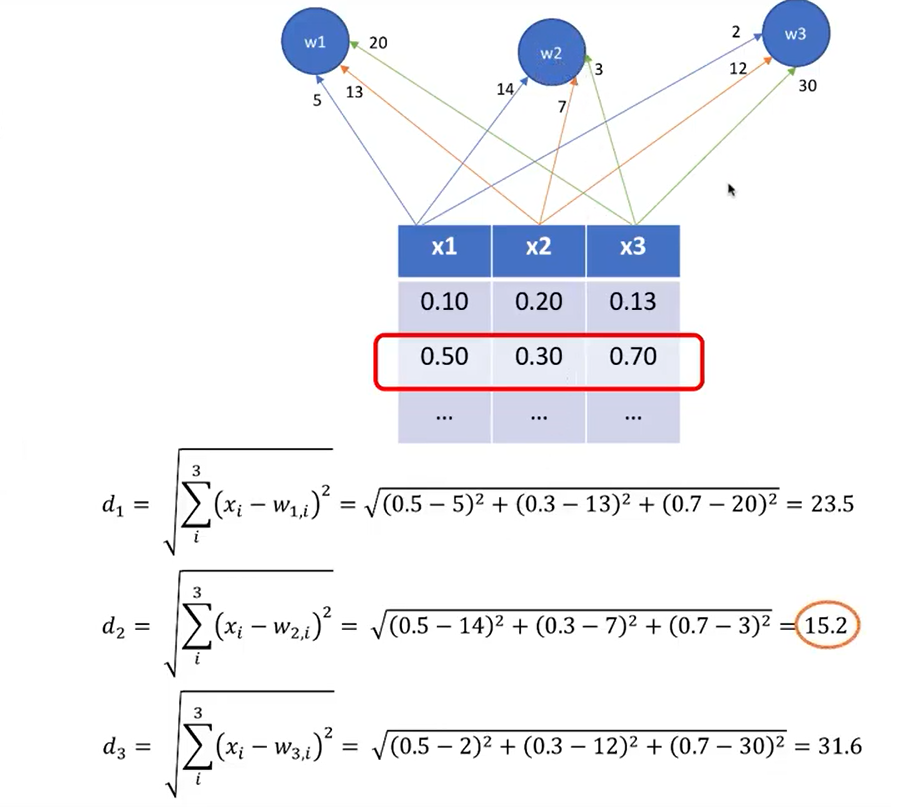 w1 20 w2 2 w3
5 13 14 7 3 12 30
x1 x2 x3
0.10 0.20 0.13
0.50 0.30 0.70
... ... ...
d₁ = √(∑ᵢ³(xᵢ − w₁,ᵢ)²) = √((0.5 − 5)² + (0.3 − 13)² + (0.7 − 20)²) = 23.5
d₂ = √(∑ᵢ³(xᵢ − w₂,ᵢ)²) = √((0.5 − 14)² + (0.3 − 7)² + (0.7 − 3)²) = 15.2
d₃ = √(∑ᵢ³(xᵢ − w₃,ᵢ)²) = √((0.5 − 2)² + (0.3 − 12)² + (0.7 − 30)²) = 31.6